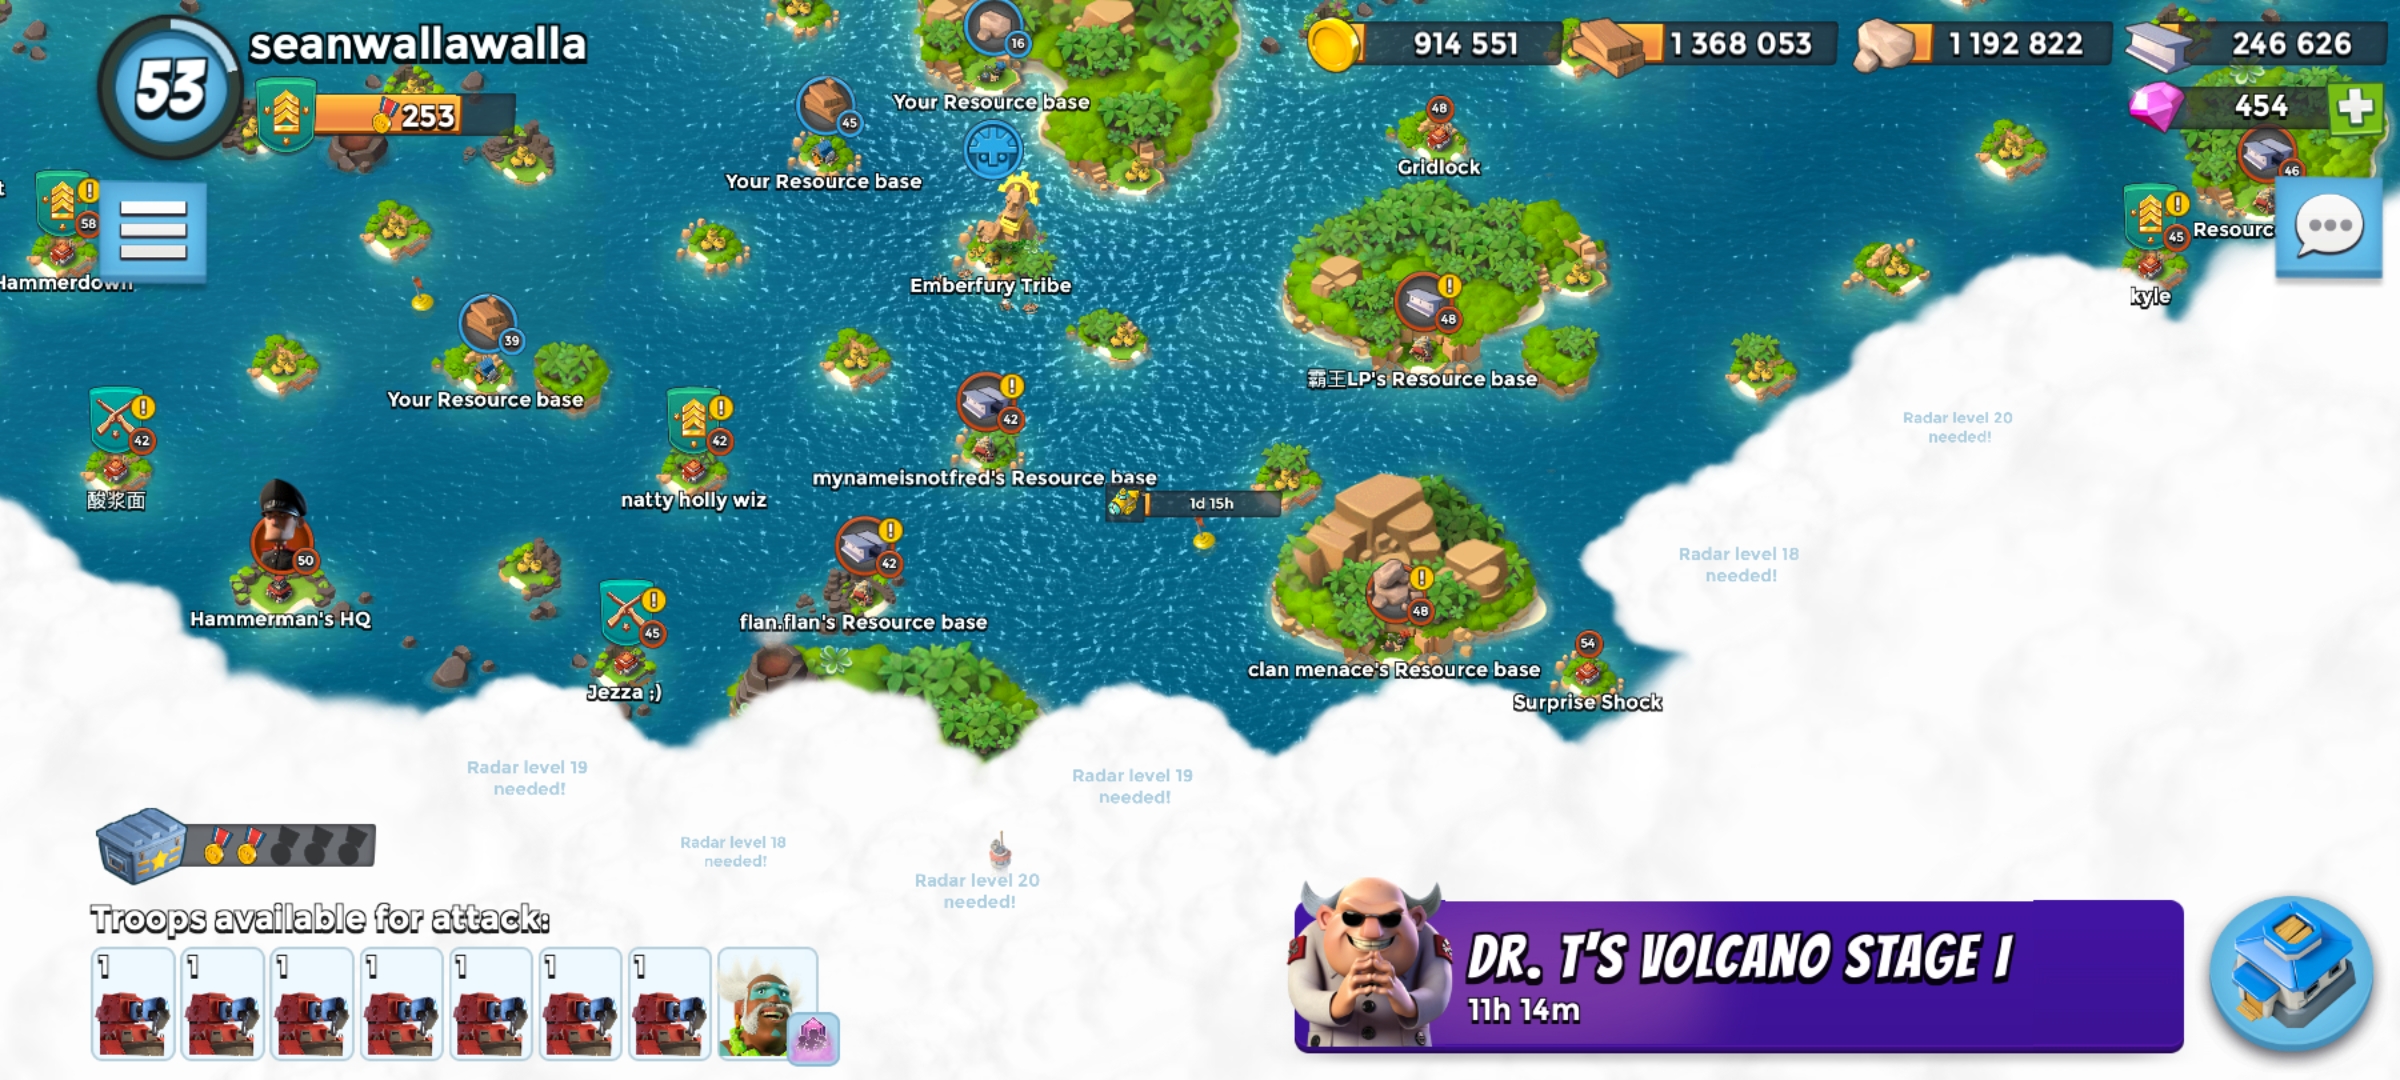 53
seanwallawalla
253
914 551
1 368 053
1 192 822
246 626
454
16
Your Resource base
45
Your Resource base
48
Gridlock
46
Resourc
58
Hammerdown
45
kyle
Emberfury Tribe
39
Your Resource base
48
霸王LP's Resource base
42
酸浆面
42
natty holly wiz
42
mynameisnotfred's Resource base
1d 15h
Radar level 20
needed!
50
Hammerman's HQ
42
flan.flan's Resource base
45
Jezza ;)
48
clan menace's Resource base
54
Surprise Shock
Radar level 18
needed!
Radar level 19
needed!
Radar level 19
needed!
Radar level 18
needed!
Radar level 20
needed!
Troops available for attack:
1
1
1
1
1
1
1
DR. T'S VOLCANO STAGE I
11h 14m